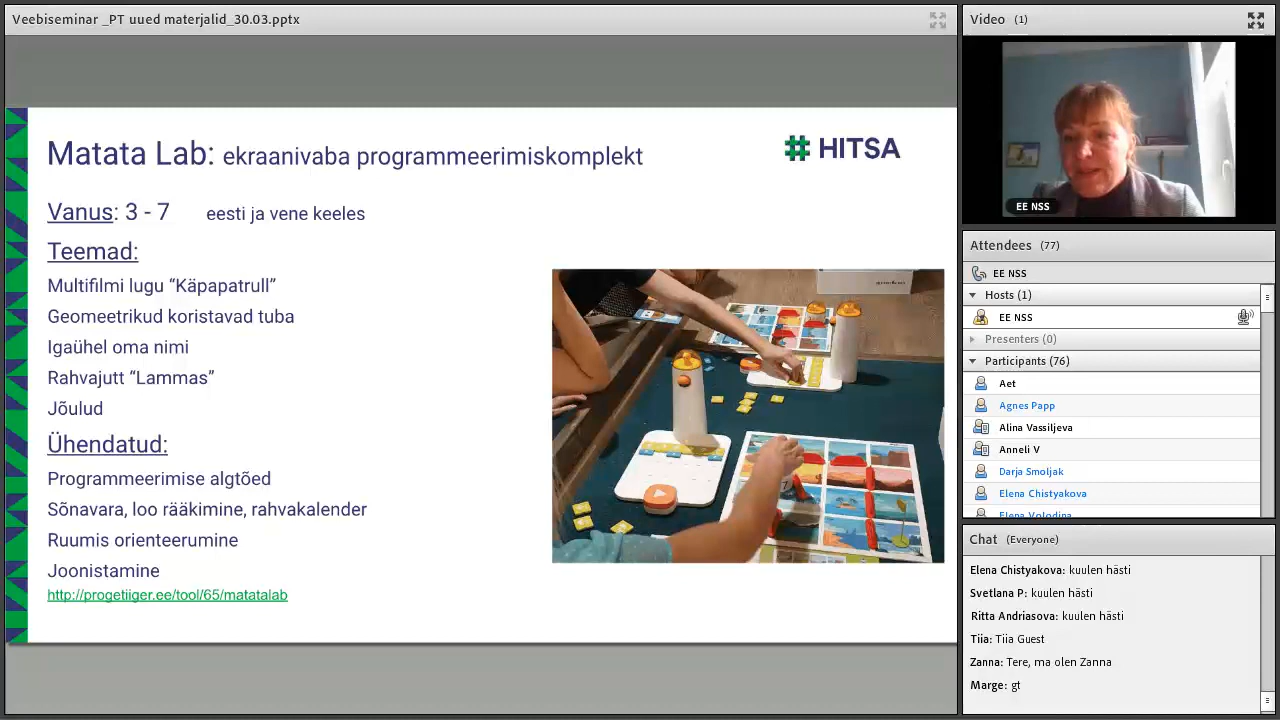 Veebiseminar _PT uued materjalid_30.03.pptx
Matata Lab: ekraanivaba programmeerimiskomplekt
HITSA
Vanus: 3 - 7 eesti ja vene keeles
Teemad:
Multifilmi lugu “Käpapatrull”
Geomeetrikud koristavad tuba
Igaühel oma nimi
Rahvajutt “Lammas”
Jõulud
Ühendatud:
Programmeerimise algtõed
Sõnavara, loo rääkimine, rahvakalender
Ruumis orienteerumine
Joonistamine
http://progetiiger.ee/tool/65/matatalab
Video (1)
EE NSS
Attendees (77)
EE NSS
Hosts (1)
EE NSS
Presenters (0)
Participants (76)
Aet
Agnes Papp
Alina Vassiljeva
Anneli V
Darja Smoljak
Elena Chistyakova
Elena Volodina
Chat (Everyone)
Elena Chistyakova: kuulen hästi
Svetlana P: kuulen hästi
Ritta Andriasova: kuulen hästi
Tiia: Tiia Guest
Zanna: Tere, ma olen Zanna
Marge: gt